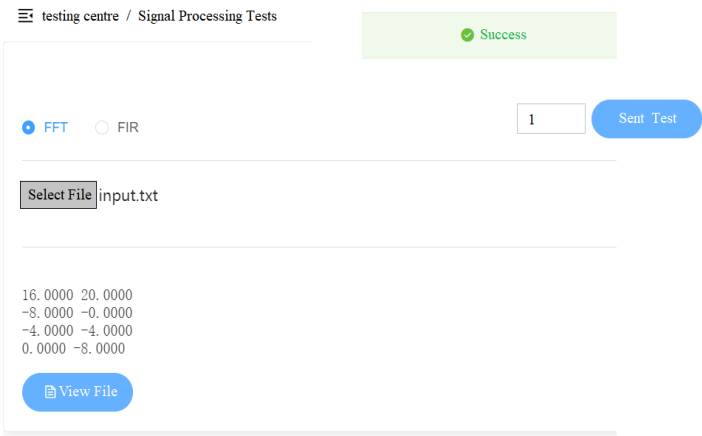 testing centre / Signal Processing Tests
Success
FFT FIR
1 Sent Test
Select File input.txt
16.0000 20.0000
-8.0000 -0.0000
-4.0000 -4.0000
0.0000 -8.0000
View File